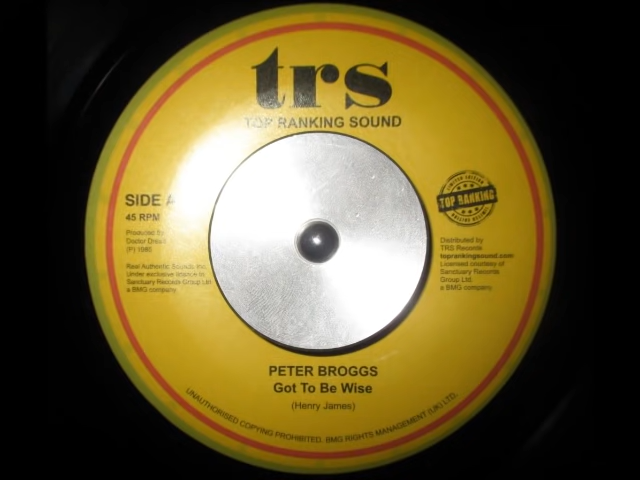 trs
TOP RANKING SOUND
SIDE A
45 RPM
Produced by
Doctor Dread
(P) 1985
Real Authentic Sounds Inc.
Under exclusive licence to
Sanctuary Records Group Ltd
a BMG company
LIMITED EDITION
TOP RANKING
Distributed by
TRS Records
toprankingsound.com
Licensed courtesy of
Sanctuary Records
Group Ltd.
a BMG company
PETER BROGGS
Got To Be Wise
(Henry James)
UNAUTHORISED COPYING PROHIBITED, BMG RIGHTS MANAGEMENT (UK) LTD.